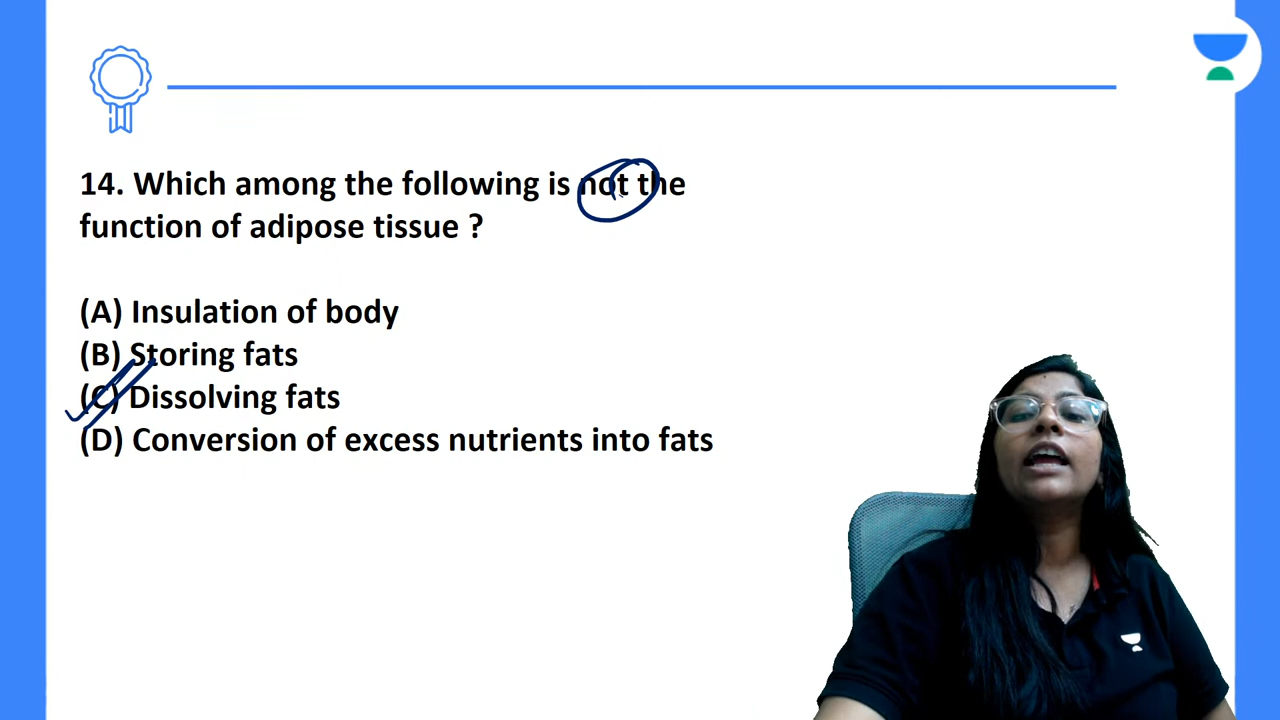 14. Which among the following is not the
function of adipose tissue ?
(A) Insulation of body
(B) Storing fats
(C) Dissolving fats
(D) Conversion of excess nutrients into fats